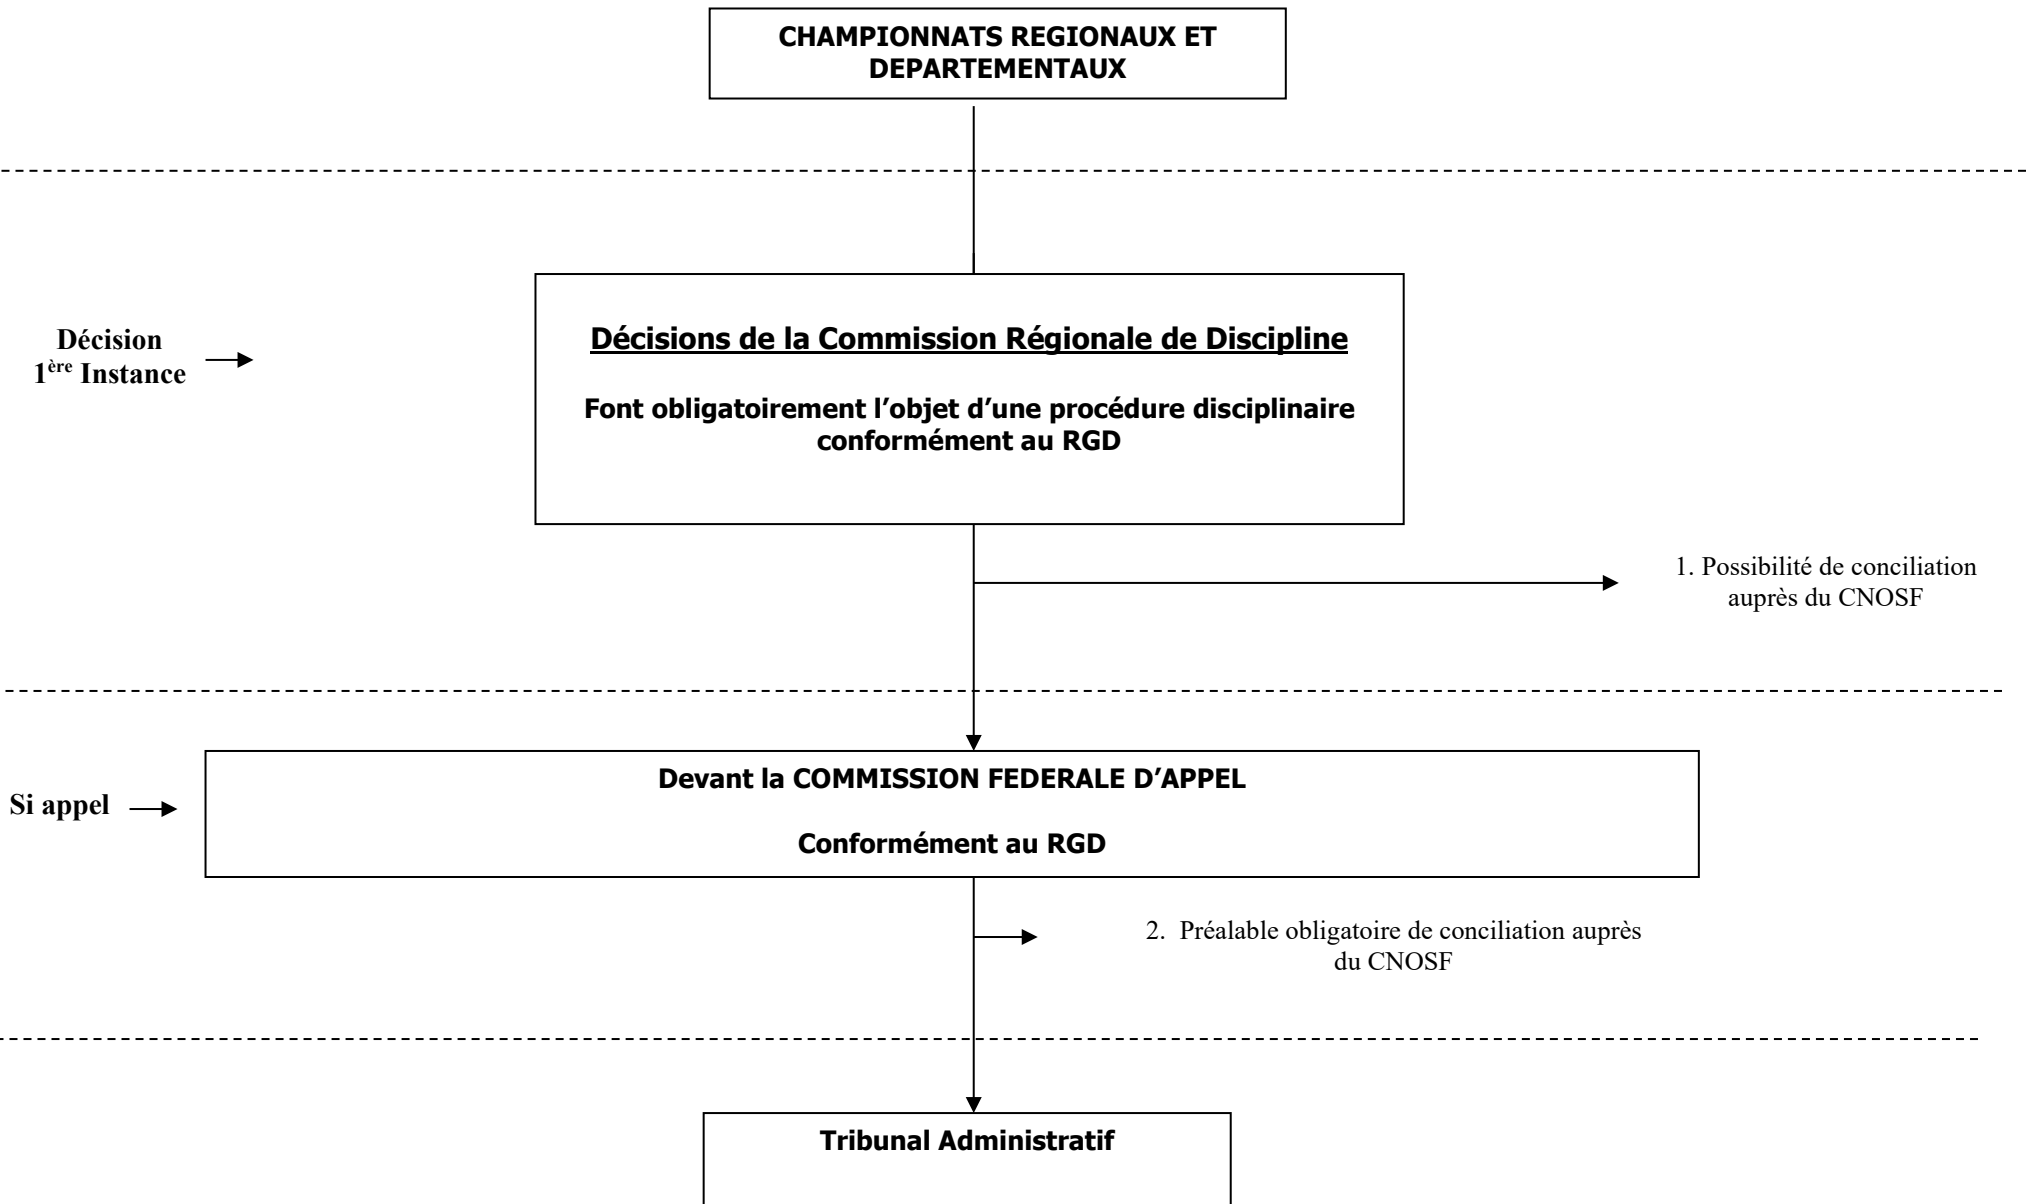 CHAMPIONNATS REGIONAUX ET
DEPARTEMENTAUX
Décision
1ère Instance
Décisions de la Commission Régionale de Discipline
Font obligatoirement l’objet d’une procédure disciplinaire
conformément au RGD
1. Possibilité de conciliation
auprès du CNOSF
Si appel
Devant la COMMISSION FEDERALE D’APPEL
Conformément au RGD
2. Préalable obligatoire de conciliation auprès
du CNOSF
Tribunal Administratif